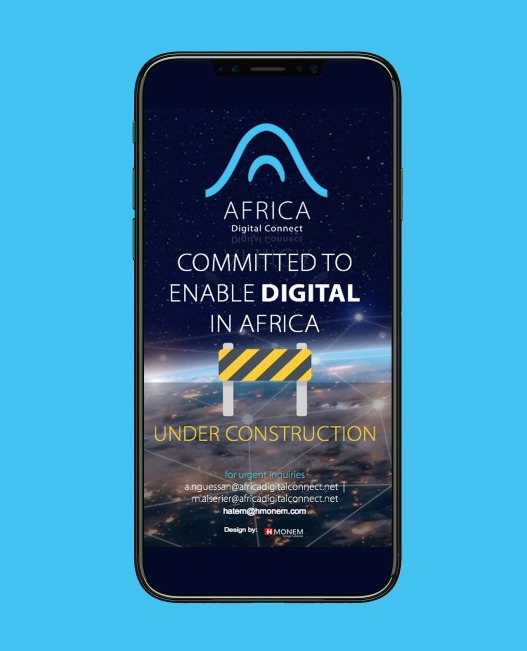 AFRICA
Digital Connect
COMMITTED TO
ENABLE DIGITAL
IN AFRICA
UNDER CONSTRUCTION
for urgent inquiries
a.nguessan@africadigitalconnect.net |
m.alserier@africadigitalconnect.net
hatem@hmonem.com
Design by: H MONEM